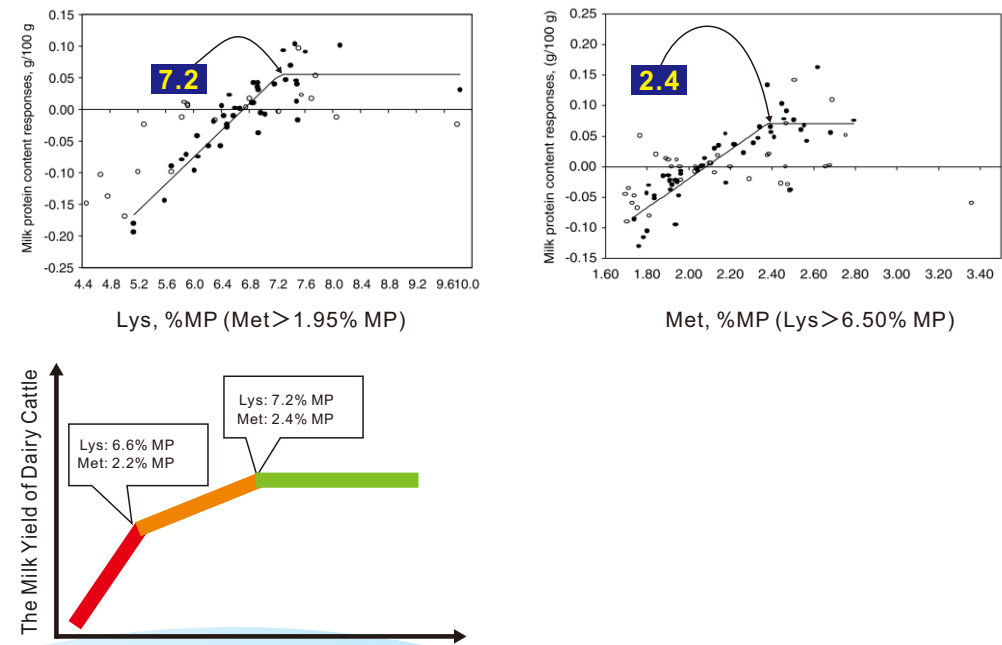 Milk protein content responses, g/100 g
0.15
0.10
0.05
0.00
-0.05
-0.10
-0.15
-0.20
-0.25
7.2
4.4 4.8 5.2 5.6 6.0 6.4 6.8 7.2 7.6 8.0 8.4 8.8 9.2 9.610.0
Lys, %MP (Met＞1.95% MP)
Milk protein content responses, (g/100 g)
0.25
0.20
0.15
0.10
0.05
0.00
-0.05
-0.10
-0.15
2.4
1.60 1.80 2.00 2.20 2.40 2.60 2.80 3.00 3.20 3.40
Met, %MP (Lys＞6.50% MP)
The Milk Yield of Dairy Cattle
Lys: 6.6% MP
Met: 2.2% MP
Lys: 7.2% MP
Met: 2.4% MP